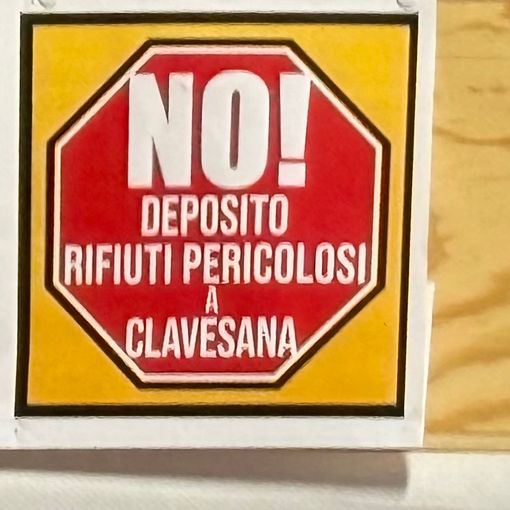 NO!
DEPOSITO
RIFIUTI PERICOLOSI
A
CLAVESANA